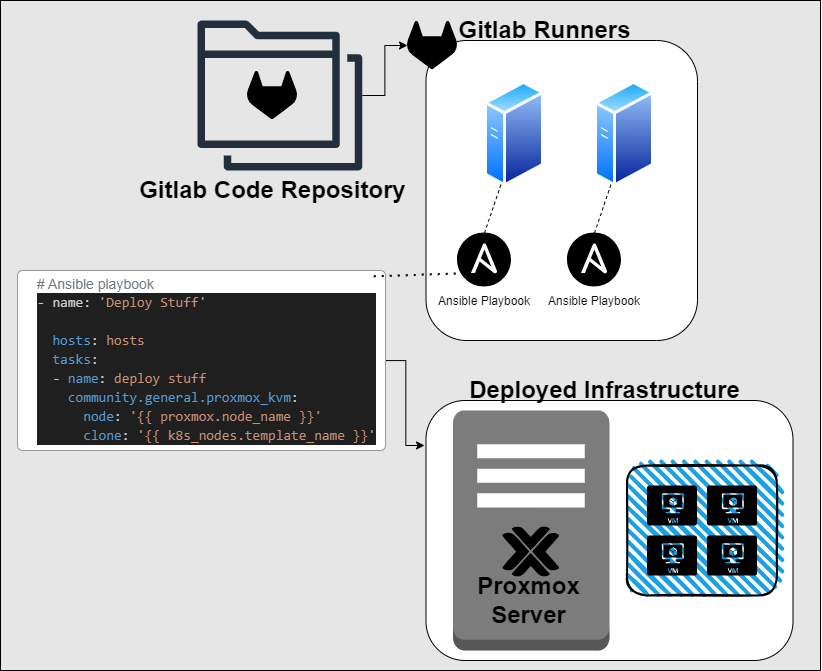 Gitlab Runners
Gitlab Code Repository
Ansible Playbook
Ansible Playbook
# Ansible playbook
- name: 'Deploy Stuff'
hosts: hosts
tasks:
- name: deploy stuff
community.general.proxmox_kvm:
node: '{{ proxmox.node_name }}'
clone: '{{ k8s_nodes.template_name }}'
Deployed Infrastructure
Proxmox
Server
VM
VM
VM
VM